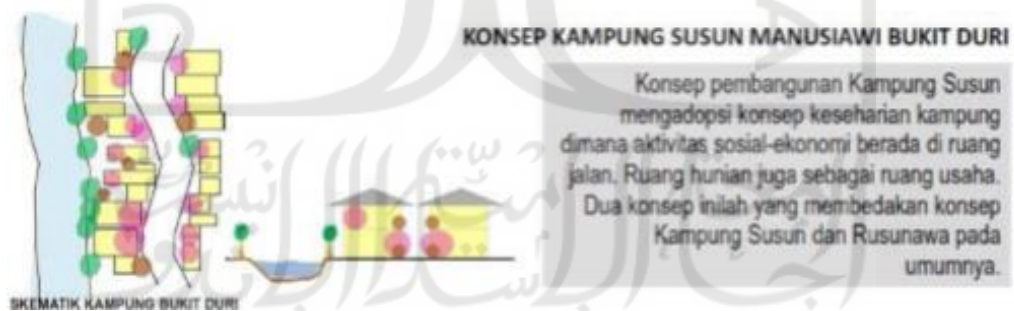 KONSEP KAMPUNG SUSUN MANUSIAWI BUKIT DURI
Konsep pembangunan Kampung Susun
mengadopsi konsep keseharian kampung
dimana aktivitas sosial-ekonomi berada di ruang
jalan. Ruang hunian juga sebagai ruang usaha.
Dua konsep inilah yang membedakan konsep
Kampung Susun dan Rusunawa pada
umumnya.
SKEMATIK KAMPUNG BUKIT DURI